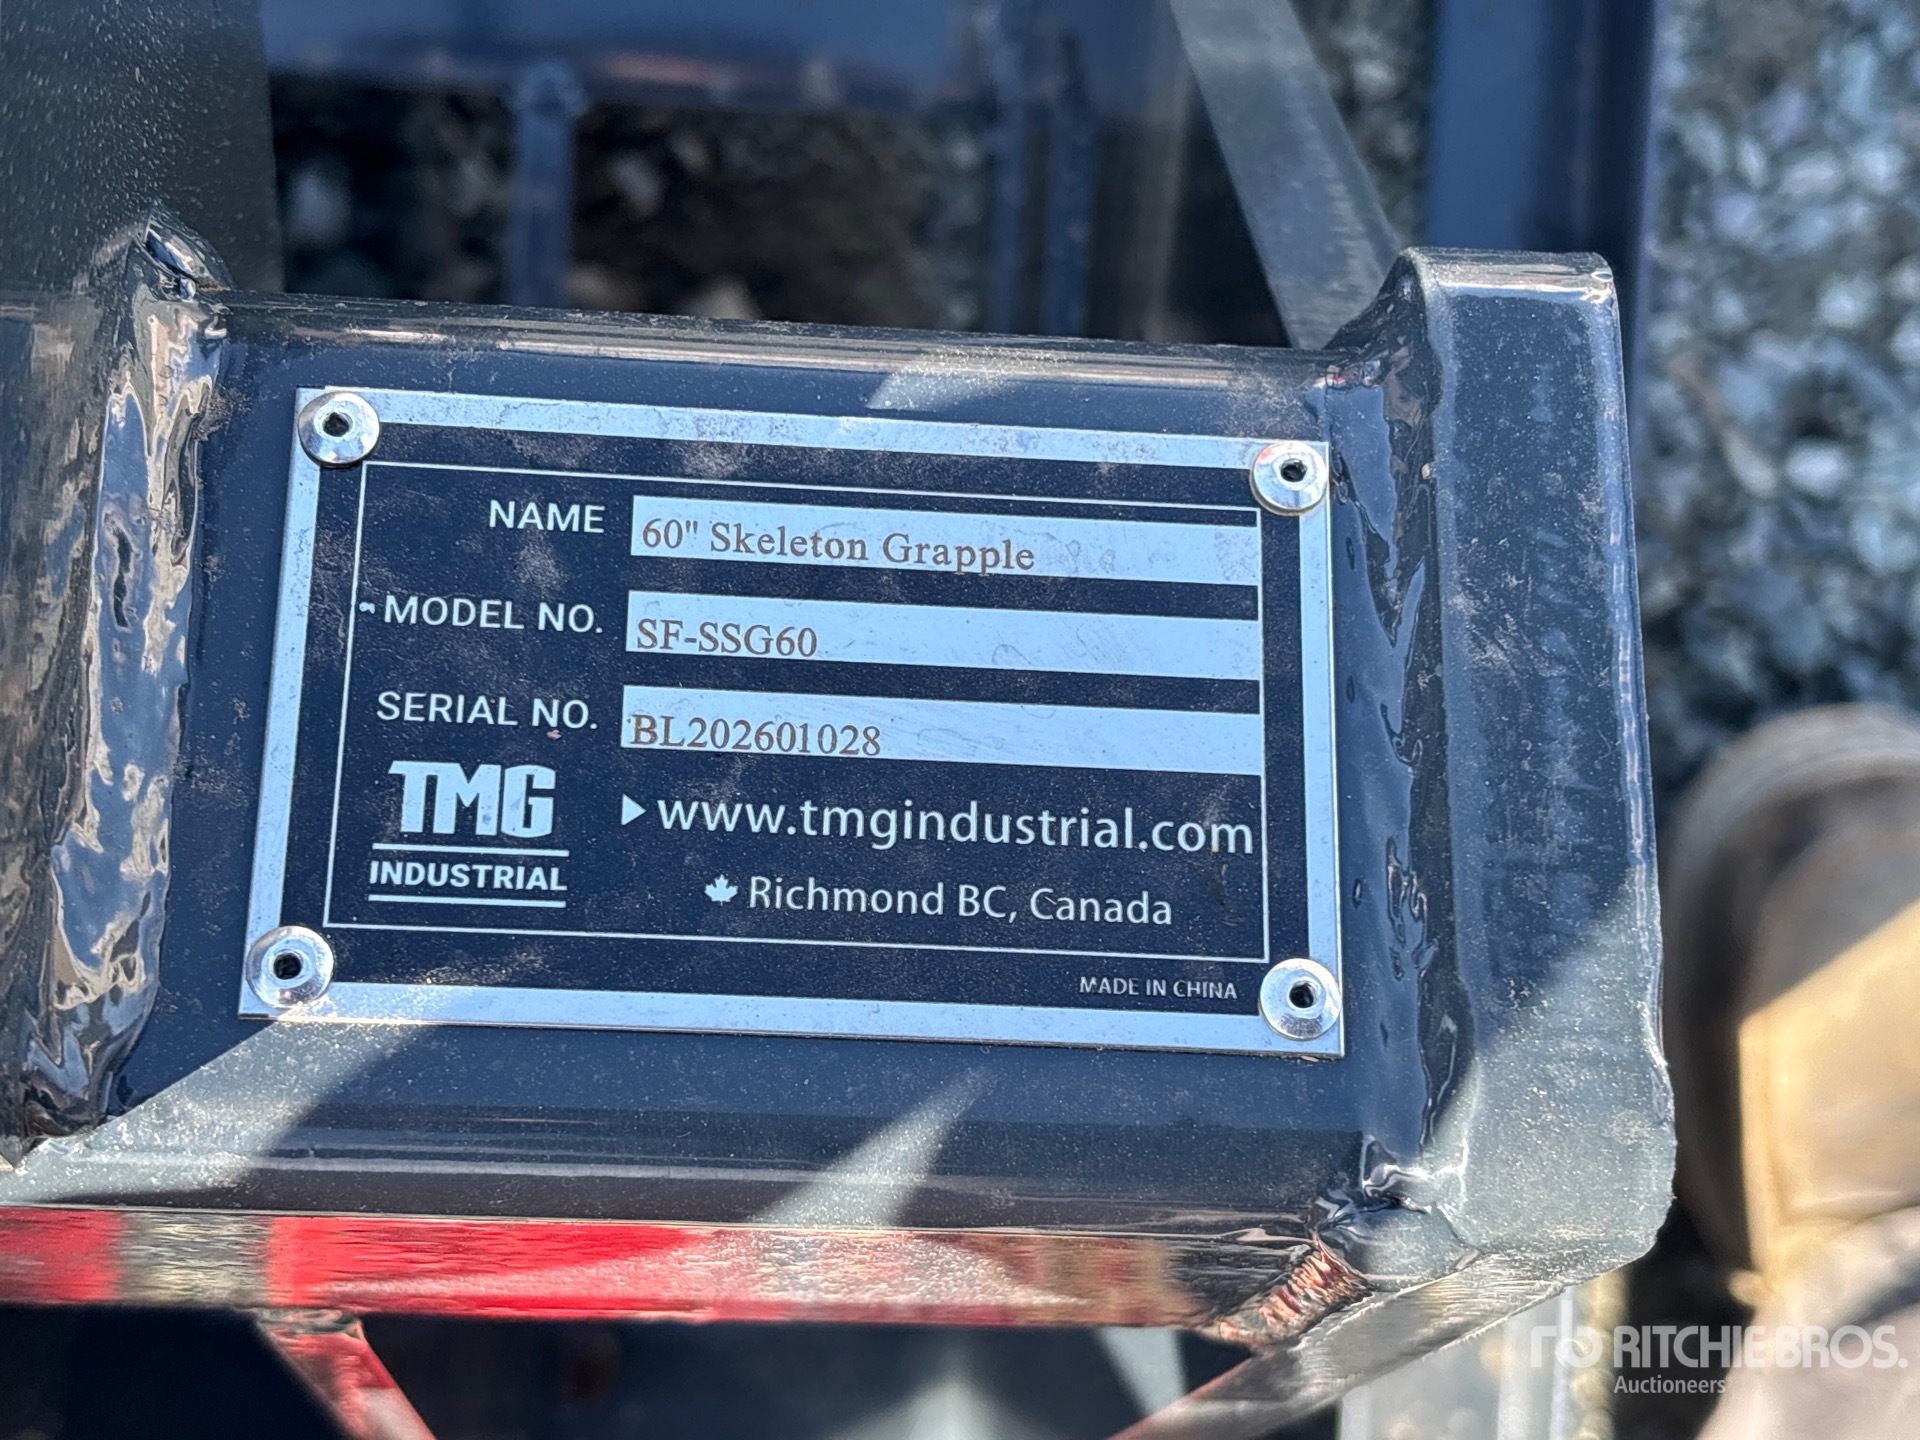 NAME 60" Skeleton Grapple
MODEL NO. SF-SSG60
SERIAL NO. BL202601028
TMG
INDUSTRIAL
www.tmgindustrial.com
Richmond BC, Canada
MADE IN CHINA
rb RITCHIE BROS.
Auctioneers